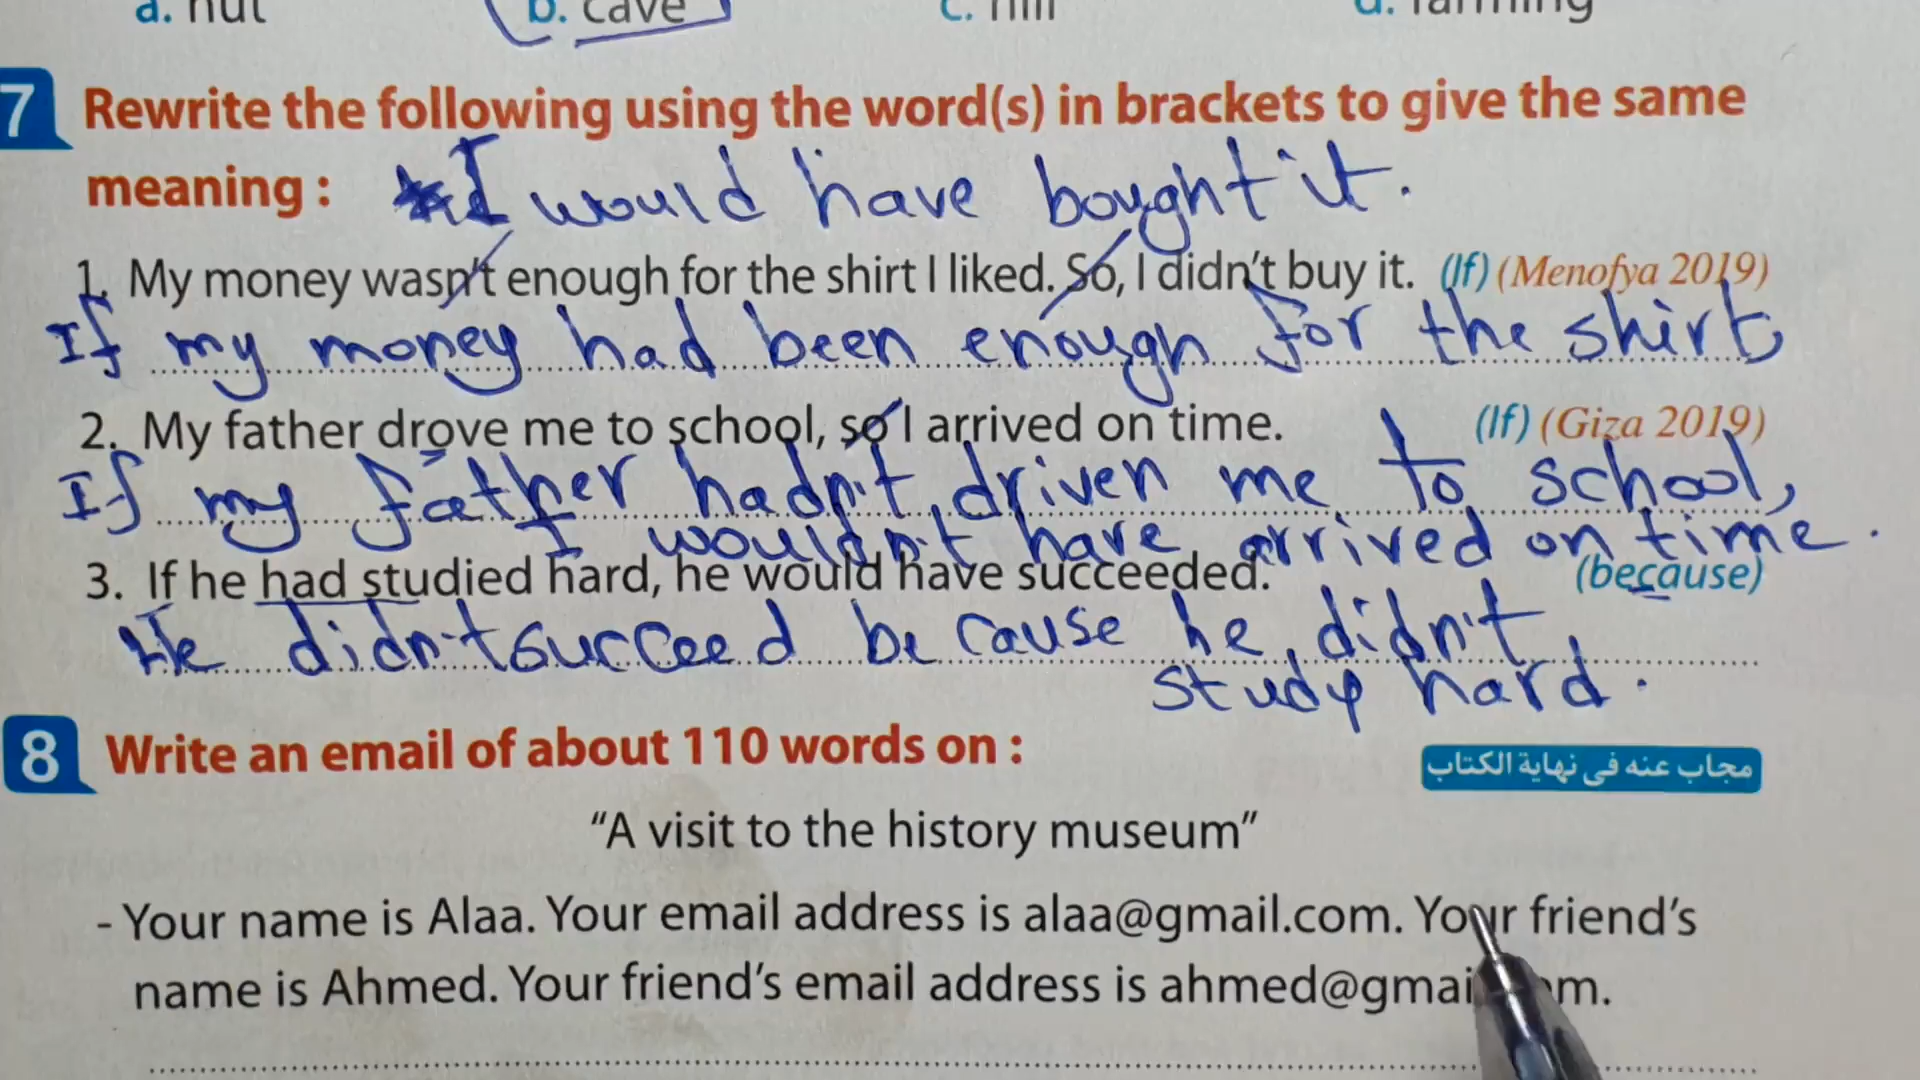 a. hut b. cave c. hill d. farming
7 Rewrite the following using the word(s) in brackets to give the same
meaning :
I would have bought it.
1. My money wasn't enough for the shirt I liked. So, I didn't buy it. (If) (Menofya 2019)
If my money had been enough for the shirt,
2. My father drove me to school, so I arrived on time. (If) (Giza 2019)
If my father hadn't driven me to school,
I wouldn't have arrived on time.
3. If he had studied hard, he would have succeeded. (because)
He didn't succeed because he didn't
study hard.
8 Write an email of about 110 words on :
مجاب عنه فى نهاية الكتاب
“A visit to the history museum”
- Your name is Alaa. Your email address is alaa@gmail.com. Your friend's
name is Ahmed. Your friend's email address is